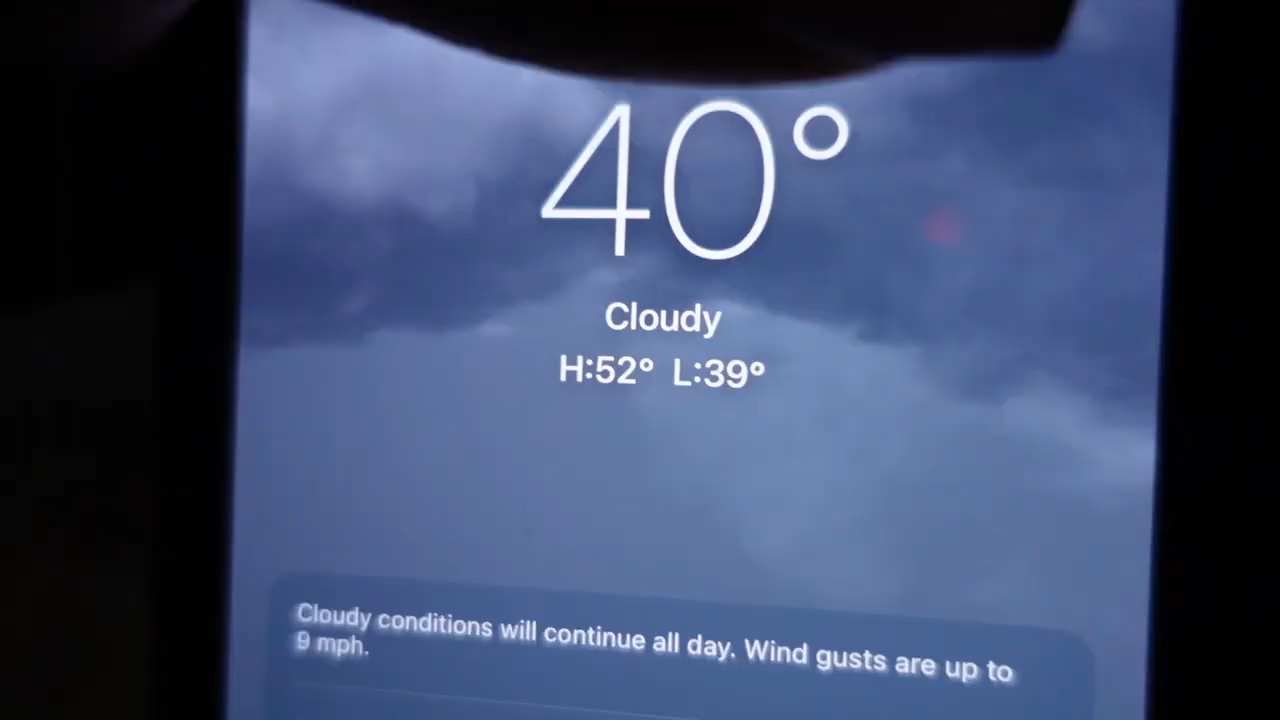 40°
Cloudy
H:52° L:39°
Cloudy conditions will continue all day. Wind gusts are up to
9 mph.